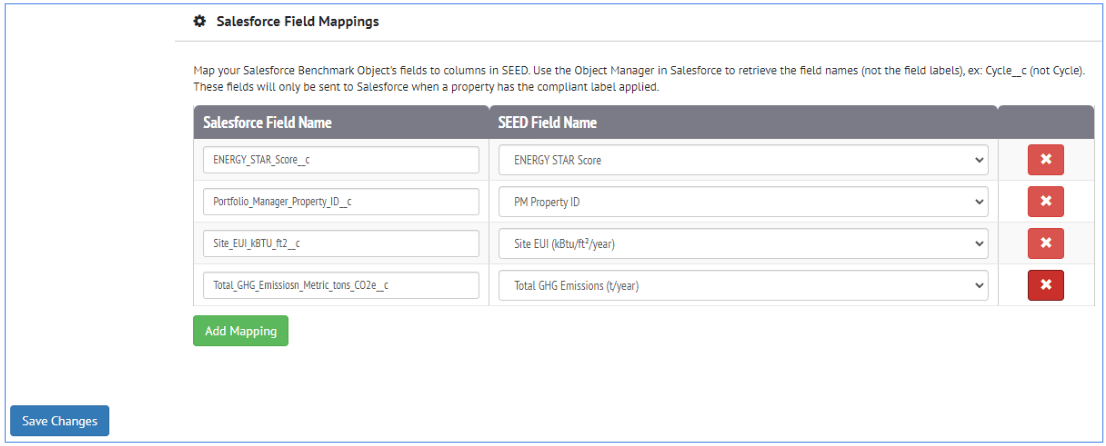 Salesforce Field Mappings
Map your Salesforce Benchmark Object's fields to columns in SEED. Use the Object Manager in Salesforce to retrieve the field names (not the field labels), ex: Cycle__c (not Cycle).
These fields will only be sent to Salesforce when a property has the compliant label applied.
Salesforce Field Name SEED Field Name
ENERGY_STAR_Score__c ENERGY STAR Score
Portfolio_Manager_Property_ID__c PM Property ID
Site_EUI_kBTU_ft2__c Site EUI (kBtu/ft²/year)
Total_GHG_Emissiosn_Metric_tons_CO2e__c Total GHG Emissions (t/year)
Add Mapping
Save Changes